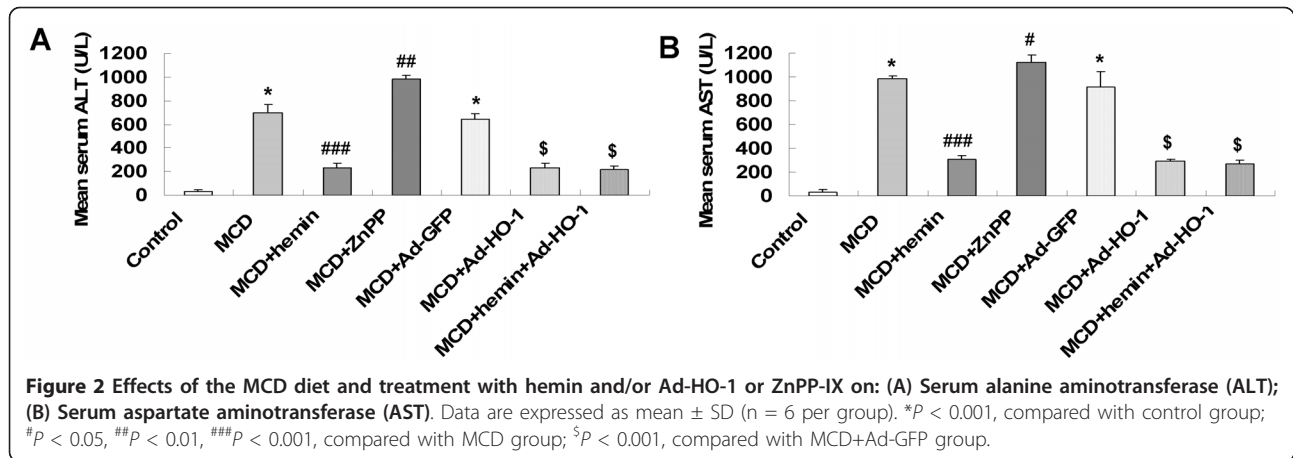 A
Mean serum ALT (U/L)
1200
1000
800
600
400
200
0
*
###
##
*
$
$
Control
MCD
MCD+hemin
MCD+ZnPP
MCD+Ad-GFP
MCD+Ad-HO-1
MCD+hemin+Ad-HO-1
B
Mean serum AST (U/L)
1200
1000
800
600
400
200
0
*
###
#
*
$
$
Control
MCD
MCD+hemin
MCD+ZnPP
MCD+Ad-GFP
MCD+Ad-HO-1
MCD+hemin+Ad-HO-1
Figure 2 Effects of the MCD diet and treatment with hemin and/or Ad-HO-1 or ZnPP-IX on: (A) Serum alanine aminotransferase (ALT);
(B) Serum aspartate aminotransferase (AST). Data are expressed as mean ± SD (n = 6 per group). *P < 0.001, compared with control group;
#P < 0.05, ##P < 0.01, ###P < 0.001, compared with MCD group; $P < 0.001, compared with MCD+Ad-GFP group.